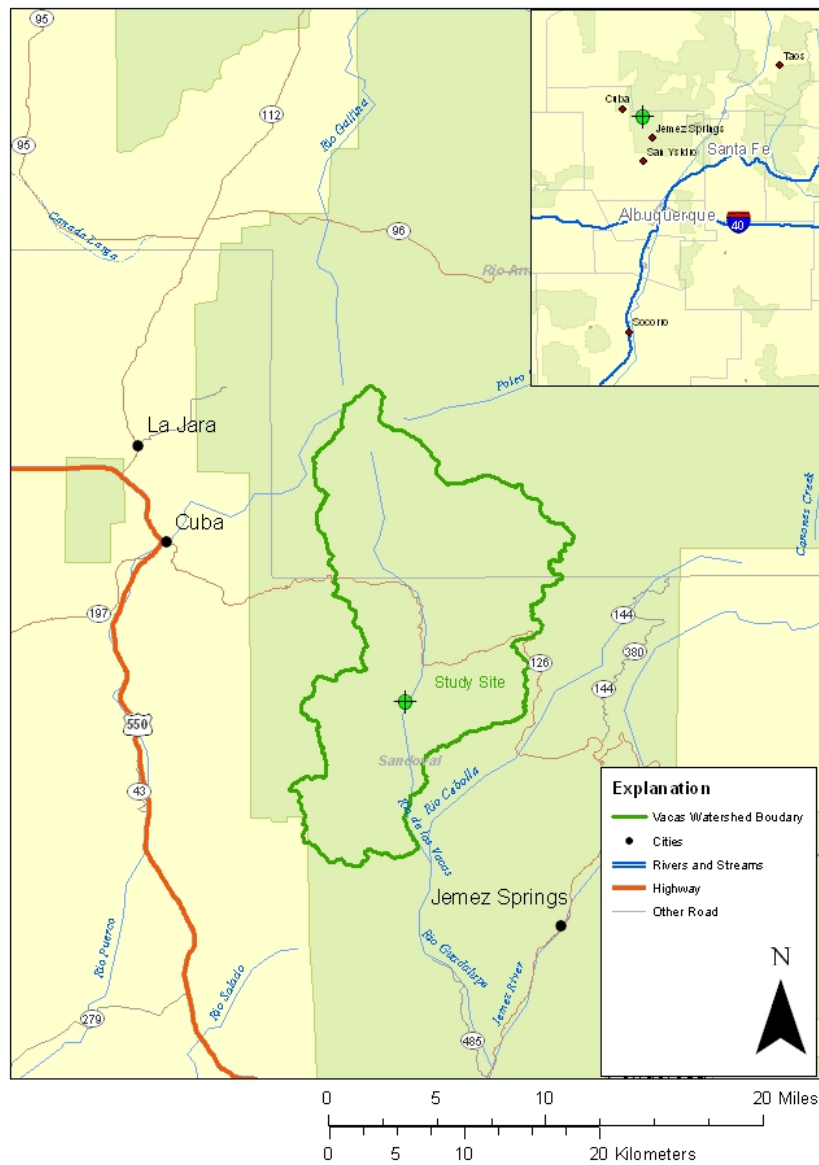 95
112
95
Rio Gallina
Canada Larga
96
Taos
Cuba
Jemez Springs
San Ysidro
Santa Fe
Albuquerque
40
Socorro
La Jara
Cuba
Canones Creek
197
144
380
126
144
Study Site
550
Sandoval
43
Rio Cebolla
Rio de las Vacas
Jemez Springs
Rio Puerco
Rio Guadalupe
Rio Salado
Jemez River
279
485
Explanation
Vacas Watershed Boudary
Cities
Rivers and Streams
Highway
Other Road
N
0 5 10 20 Miles
0 5 10 20 Kilometers